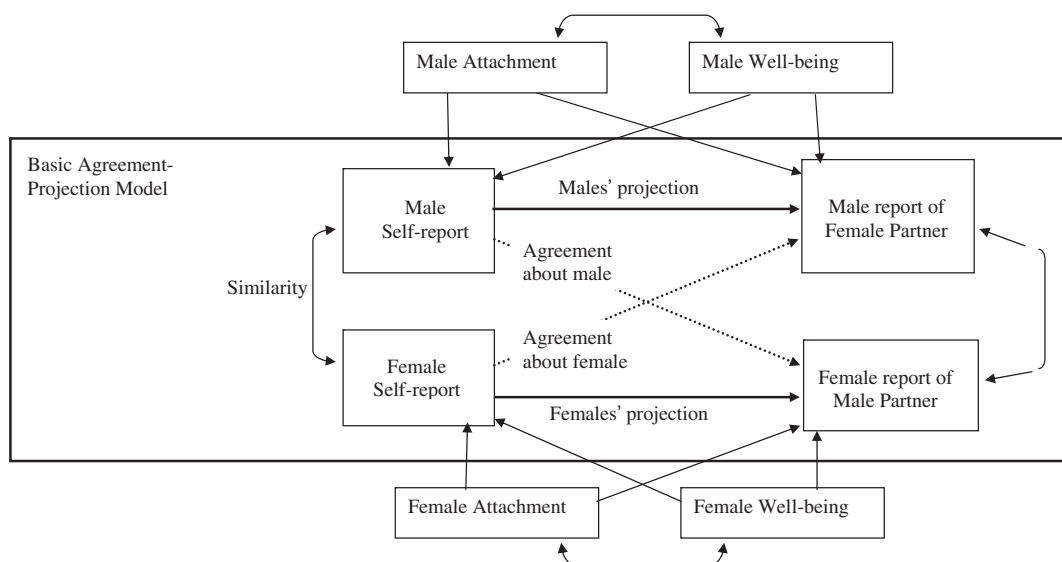 Male Attachment
Male Well-being
Basic Agreement-
Projection Model
Male
Self-report
Males’ projection
Male report of
Female Partner
Agreement
about male
Similarity
Agreement
about female
Female
Self-report
Females’ projection
Female report of
Male Partner
Female Attachment
Female Well-being